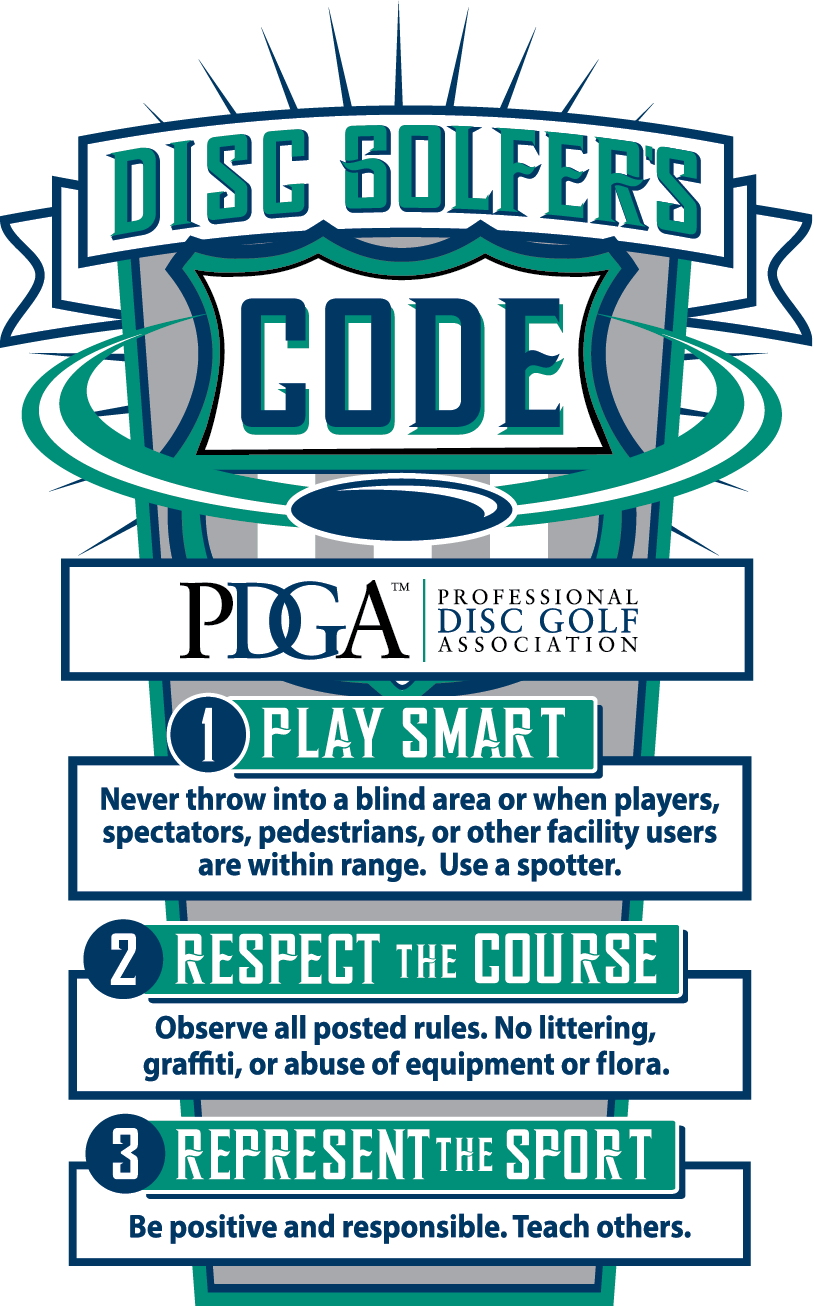 DISC GOLFER'S
CODE
PDGA™
PROFESSIONAL
DISC GOLF
ASSOCIATION
1 PLAY SMART
Never throw into a blind area or when players,
spectators, pedestrians, or other facility users
are within range.  Use a spotter.
2 RESPECT THE COURSE
Observe all posted rules. No littering,
graffiti, or abuse of equipment or flora.
3 REPRESENT THE SPORT
Be positive and responsible. Teach others.